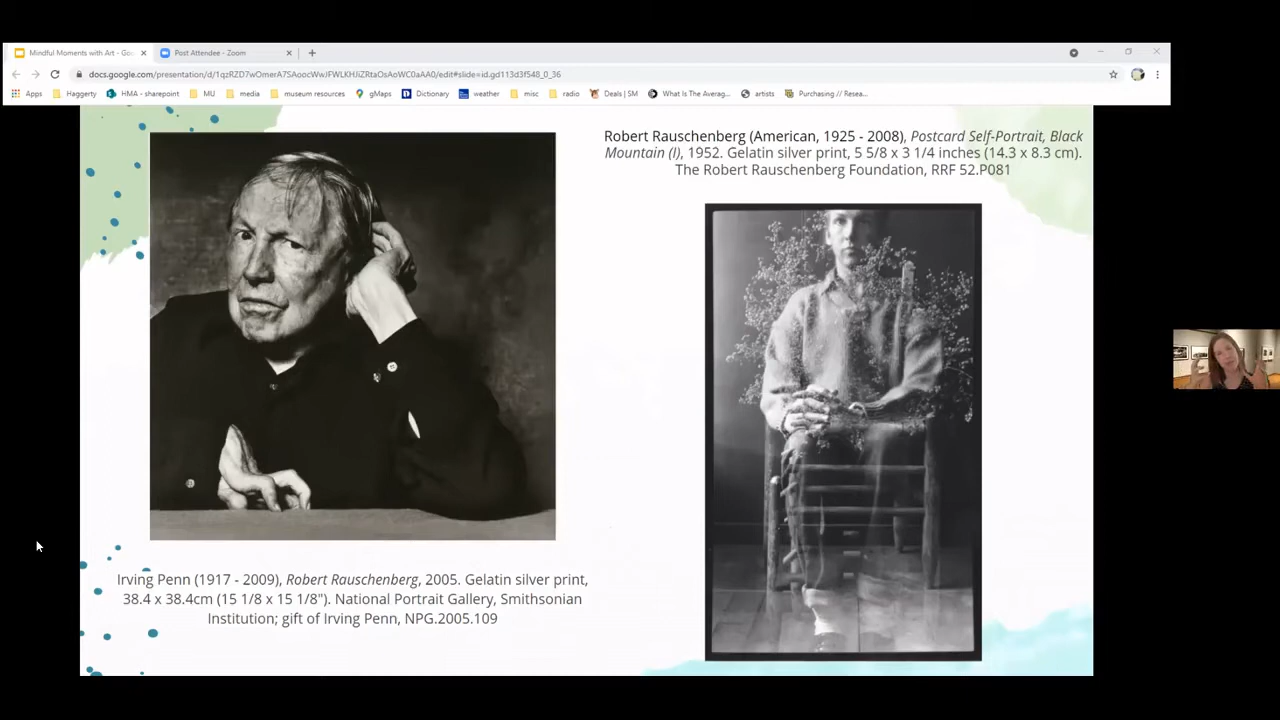 Mindful Moments with Art - Goo
Post Attendee - Zoom
docs.google.com/presentation/d/1qzRZD7wOmerA7SAoocWwJFWLKHJiZRtaOsAoWC0aAA0/edit#slide=id.gd113d3f548_0_36
Apps Haggerty HMA - sharepoint MU media museum resources gMaps Dictionary weather misc radio Deals | SM What Is The Averag... artists Purchasing // Resea...
Robert Rauschenberg (American, 1925 - 2008), Postcard Self-Portrait, Black
Mountain (I), 1952. Gelatin silver print, 5 5/8 x 3 1/4 inches (14.3 x 8.3 cm).
The Robert Rauschenberg Foundation, RRF 52.P081
Irving Penn (1917 - 2009), Robert Rauschenberg, 2005. Gelatin silver print,
38.4 x 38.4cm (15 1/8 x 15 1/8"). National Portrait Gallery, Smithsonian
Institution; gift of Irving Penn, NPG.2005.109